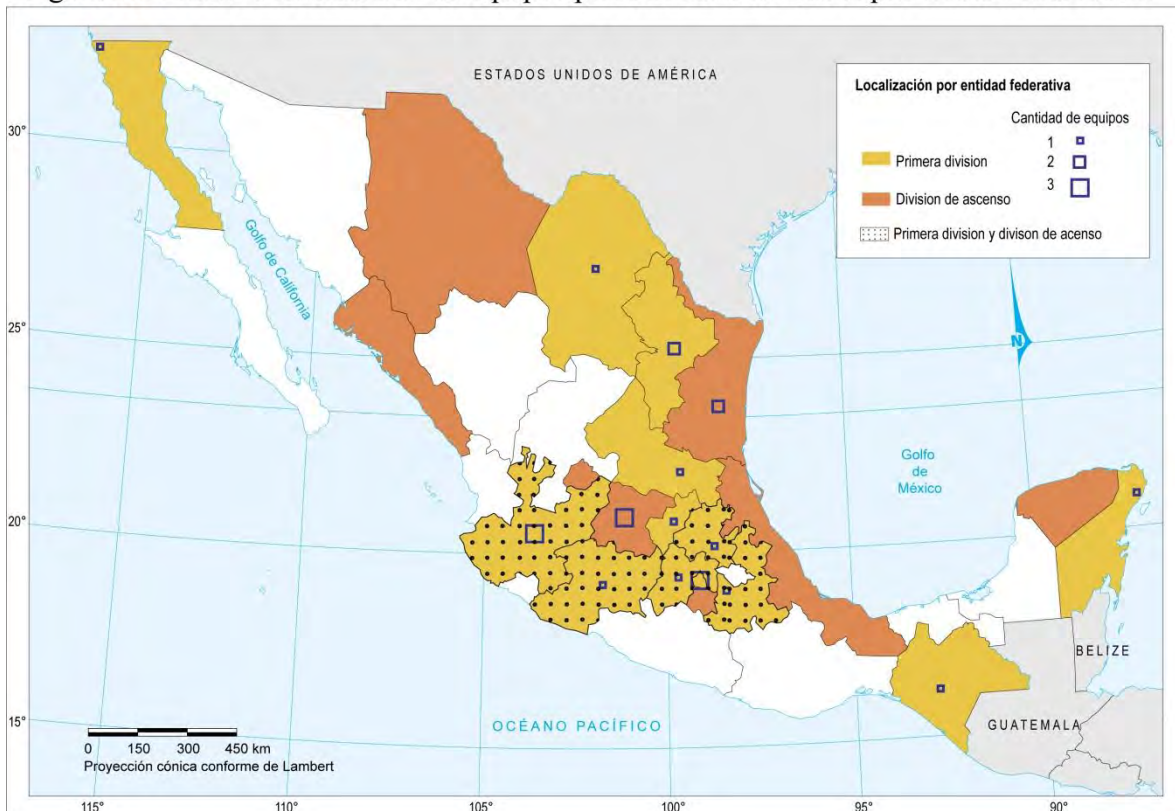 ESTADOS UNIDOS DE AMÉRICA
Localización por entidad federativa
Cantidad de equipos
1
2
3
Primera division
Division de ascenso
Primera division y divison de acenso
30°
25°
20°
15°
Golfo de California
N
Golfo
de
México
BELIZE
GUATEMALA
OCÉANO PACÍFICO
0 150 300 450 km
Proyección cónica conforme de Lambert
115° 110° 105° 100° 95° 90°